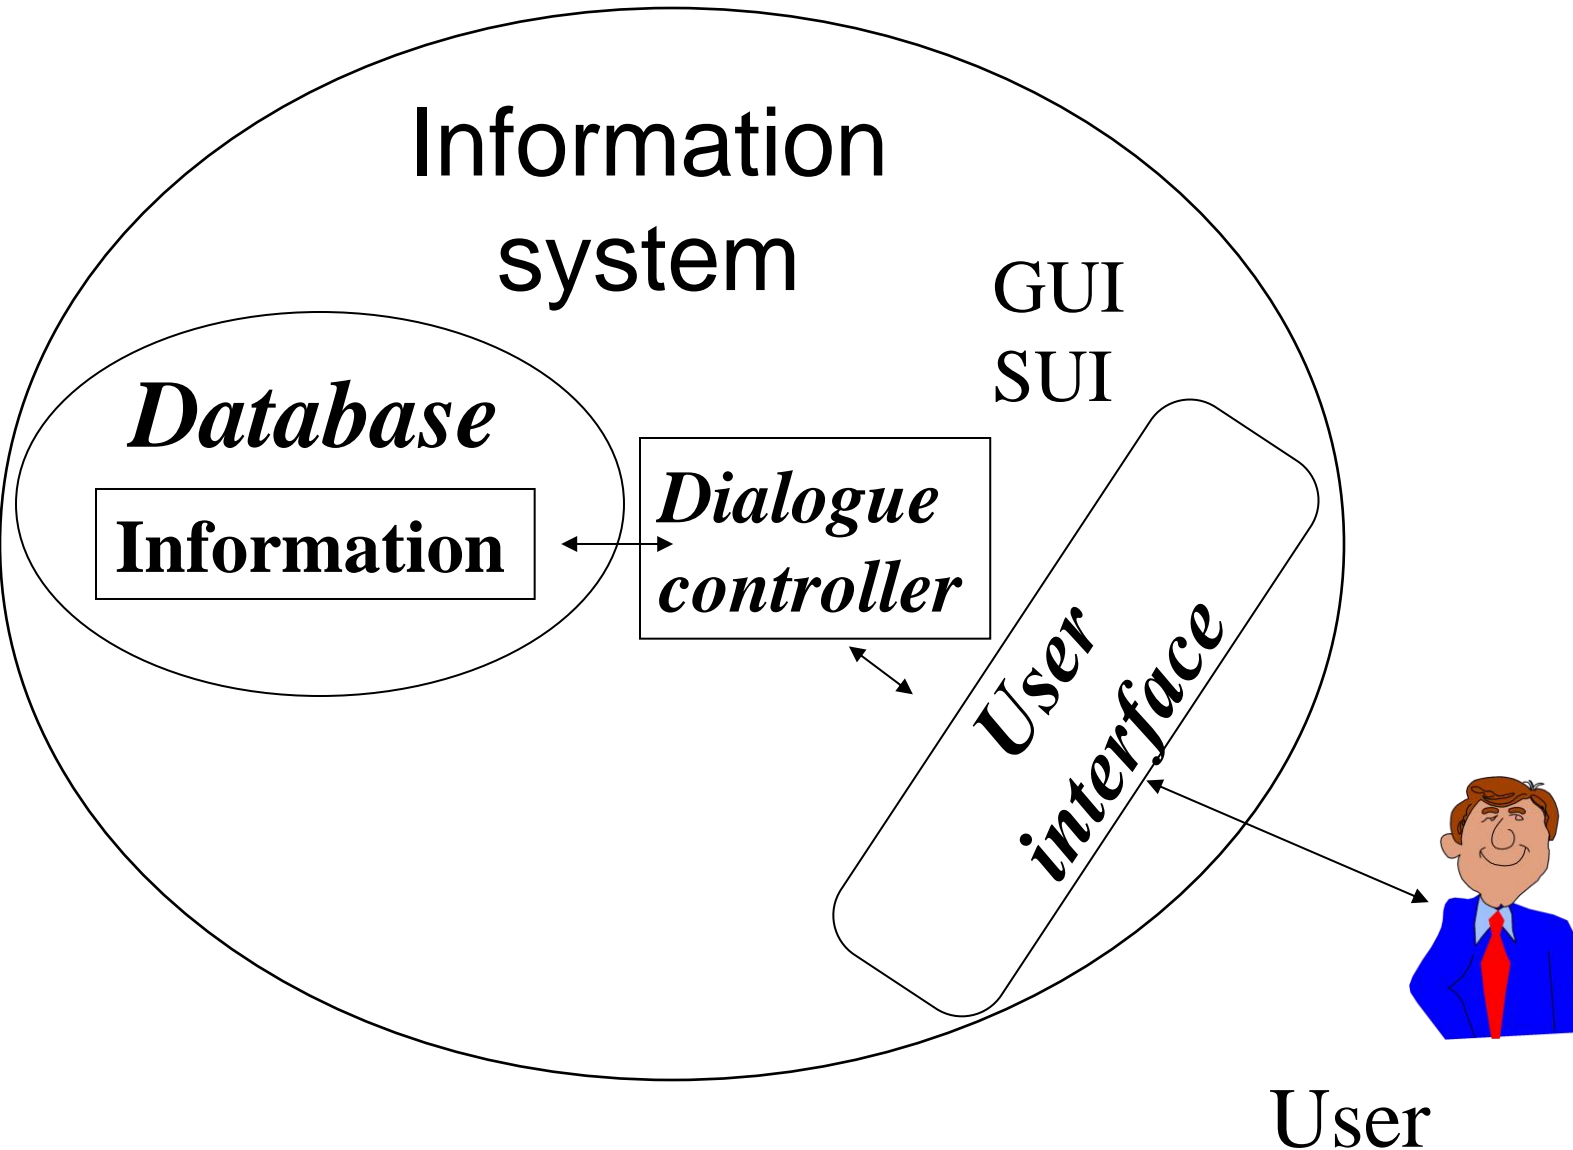 Information
system
GUI
SUI
Database
Information
Dialogue
controller
User
interface
User